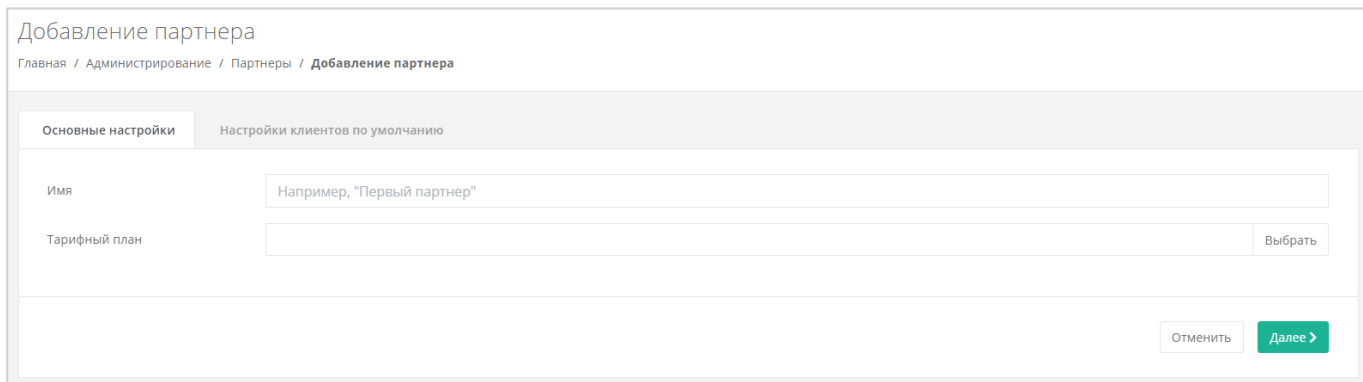 Добавление партнера
Главная / Администрирование / Партнеры / Добавление партнера
Основные настройки Настройки клиентов по умолчанию
Имя Например, "Первый партнер"
Тарифный план Выбрать
Отменить Далее